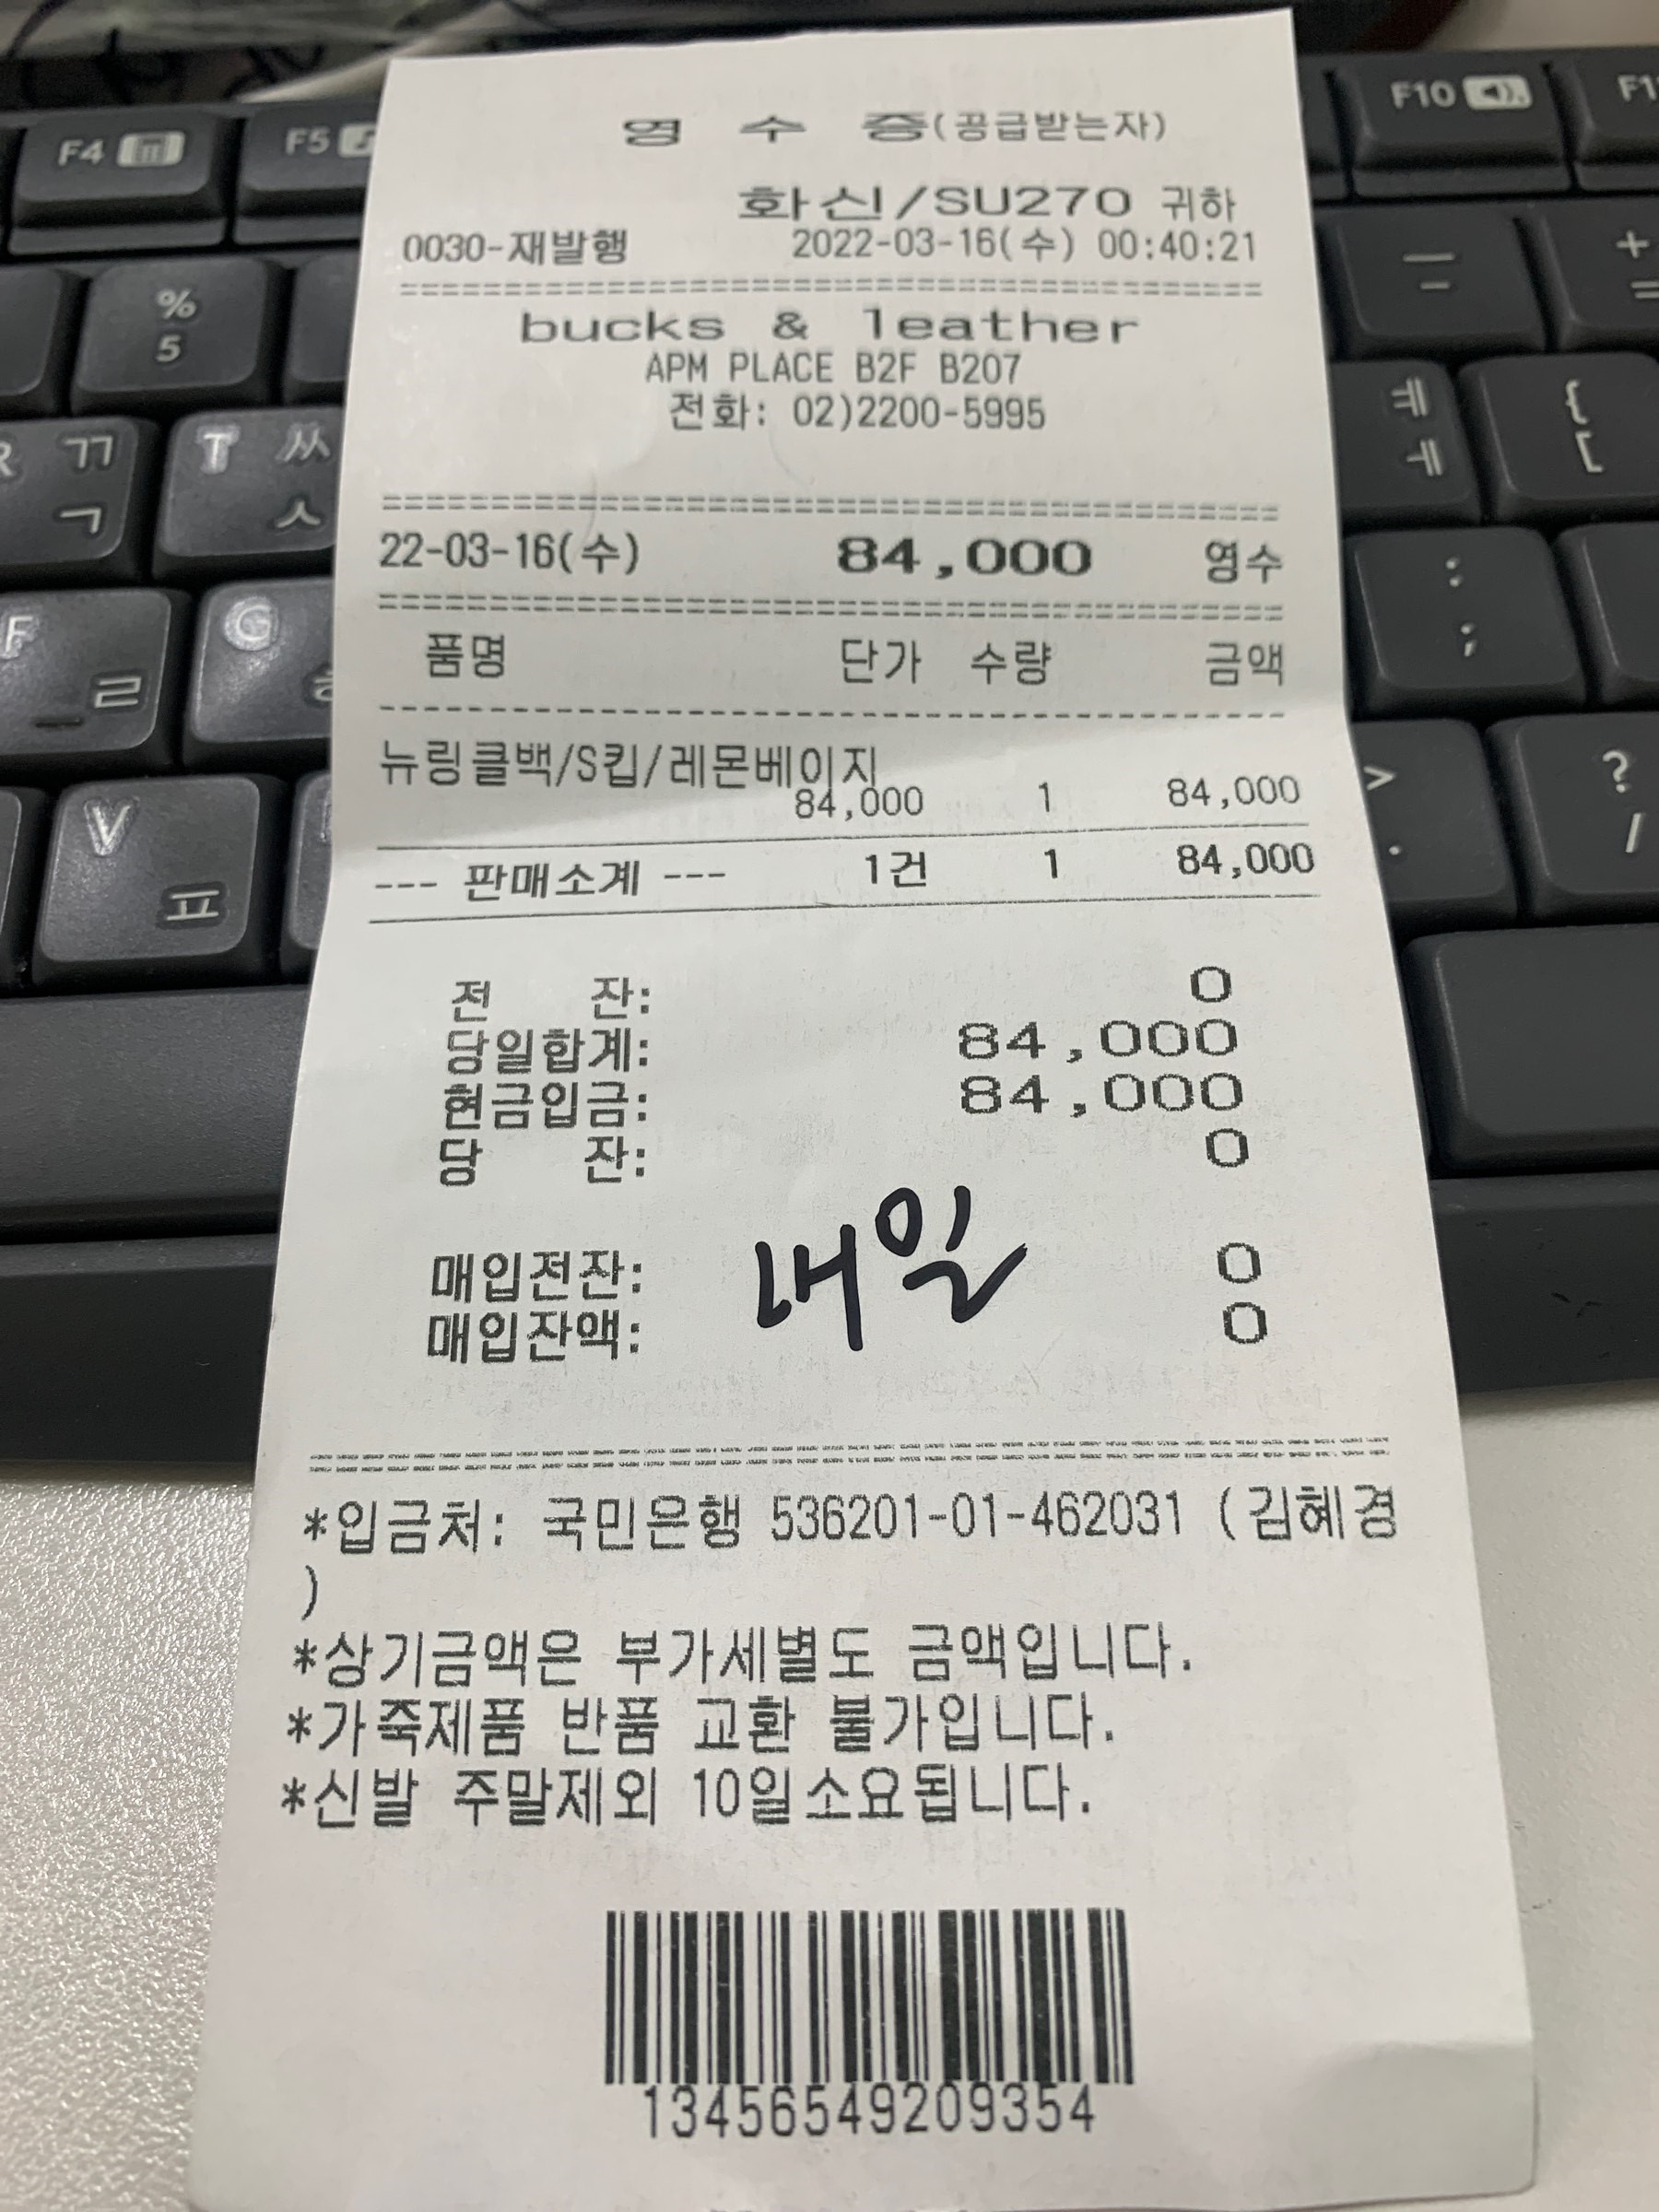 영 수 증(공급받는자)
화신/SU270 귀하
0030-재발행 2022-03-16(수) 00:40:21
bucks & leather
APM PLACE B2F B207
전화: 02)2200-5995
22-03-16(수) 84,000 영수
품명 단가 수량 금액
뉴링클백/S킵/레몬베이지
84,000 1 84,000
--- 판매소계 --- 1건 1 84,000
전 잔: 0
당일합계: 84,000
현금입금: 84,000
당 잔: 0
내일
매입전잔: 0
매입잔액: 0
*입금처: 국민은행 536201-01-462031 (김혜경
)
*상기금액은 부가세별도 금액입니다.
*가죽제품 반품 교환 불가입니다.
*신발 주말제외 10일소요됩니다.
13456549209354
F4
F5
F10
%
5
R ㄲ
ㄱ
T ㅆ
ㅅ
F
ㄹ
G
V
ㅍ
—
-
+
=
ㅖ
ㅔ
{
[
:
;
>
.
?
/